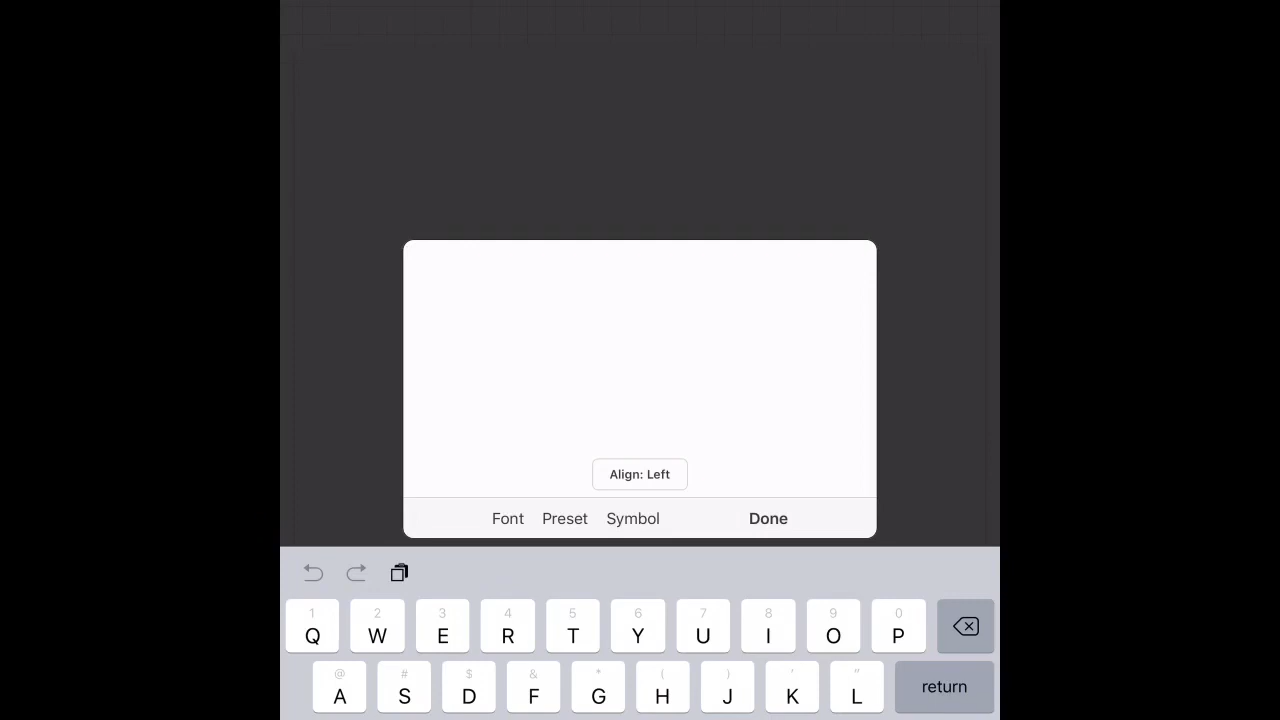 Align: Left
Font Preset Symbol Done
1 2 3 4 5 6 7 8 9 0
Q W E R T Y U I O P
@ # $ & * ( ) ' "
A S D F G H J K L return